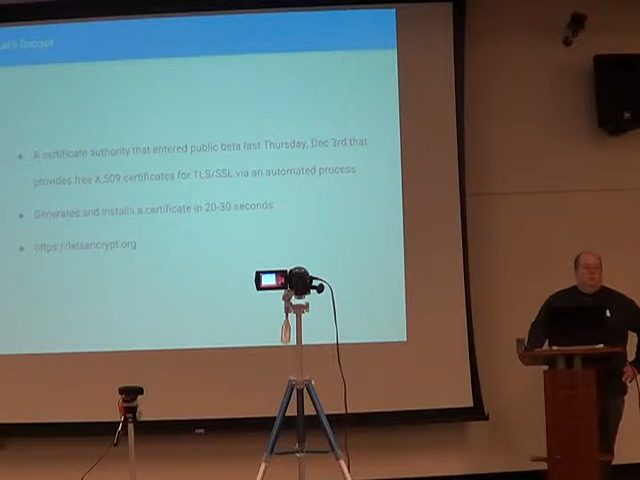 Let's Encrypt
A certificate authority that entered public beta last Thursday, Dec 3rd that
provides free X.509 certificates for TLS/SSL via an automated process
Generates and installs a certificate in 20-30 seconds
https://letsencrypt.org